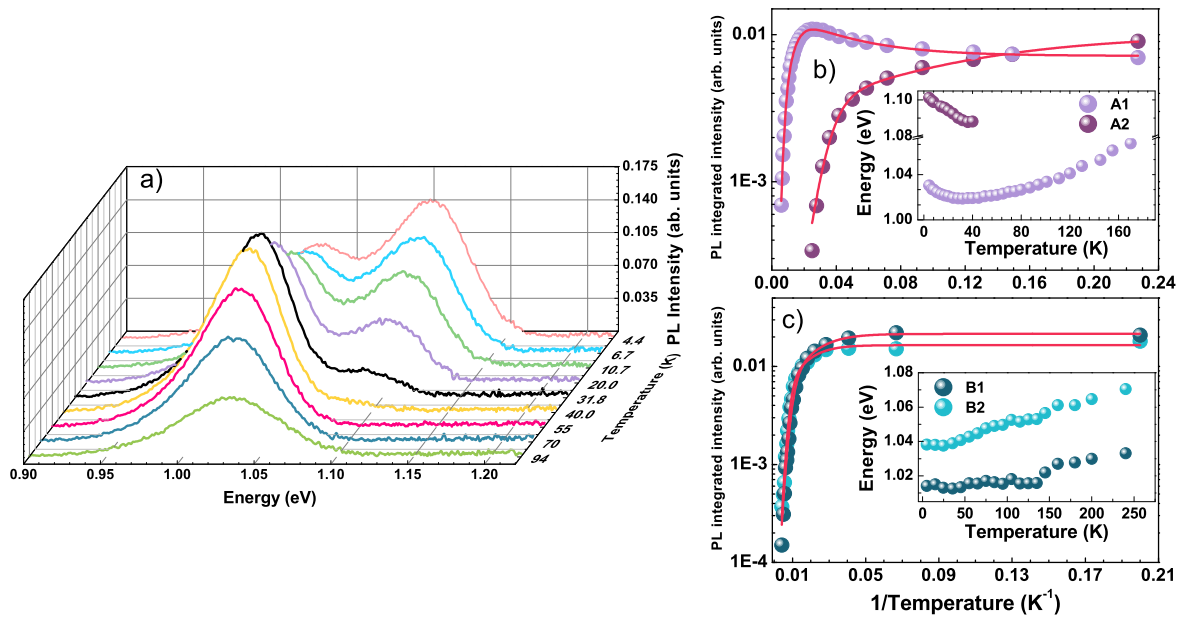 a)
0.175
0.140
0.105
0.070
0.035
PL Intensity (arb. units)
4.4
6.7
10.7
20.0
31.8
40.0
55
70
94
Temperature (K)
0.90
0.95
1.00
1.05
1.10
1.15
1.20
Energy (eV)
b)
PL integrated intensity (arb. units)
0.01
1E-3
0.00
0.04
0.08
0.12
0.16
0.20
0.24
A1
A2
Energy (eV)
1.10
1.08
1.04
1.00
0
40
80
120
160
Temperature (K)
c)
PL integrated intensity (arb. units)
0.01
1E-3
1E-4
0.01
0.05
0.09
0.13
0.17
0.21
1/Temperature (K⁻¹)
B1
B2
Energy (eV)
1.08
1.06
1.04
1.02
0
50
100
150
200
250
Temperature (K)